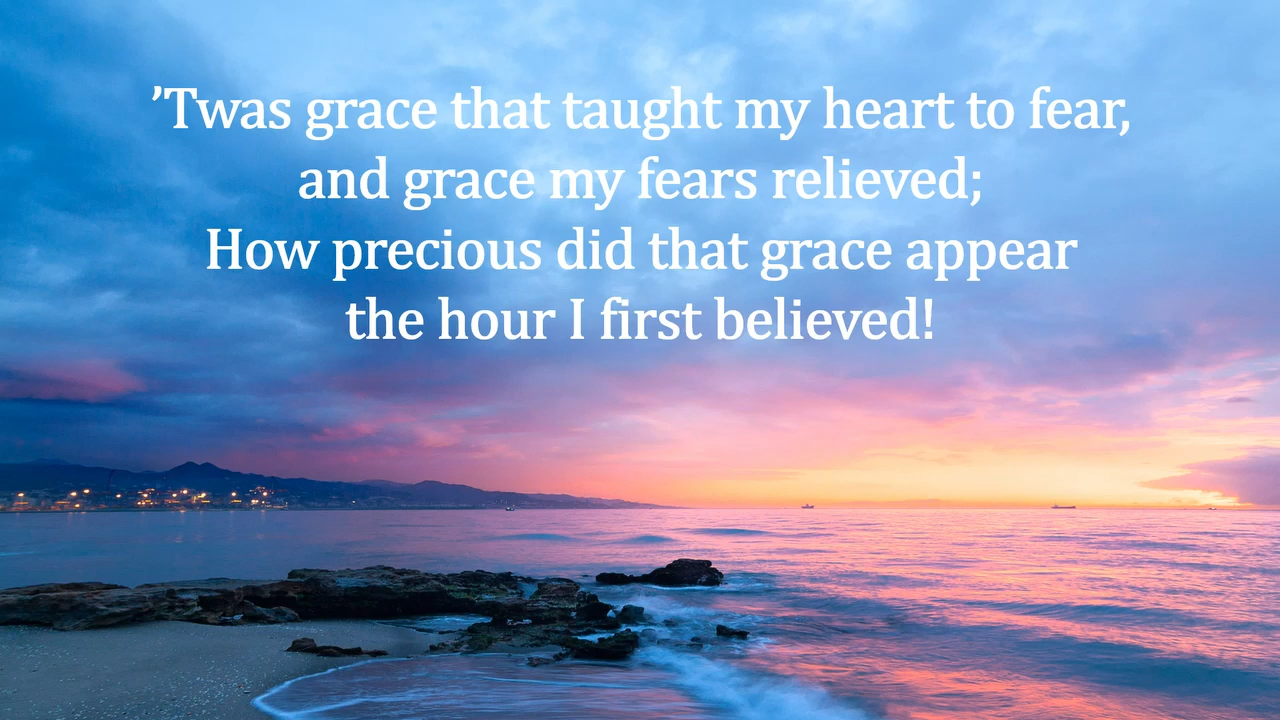 ’Twas grace that taught my heart to fear,
and grace my fears relieved;
How precious did that grace appear
the hour I first believed!